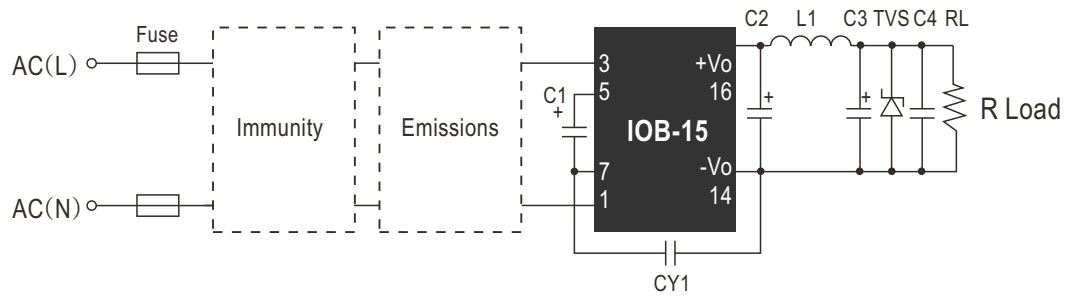 C2 L1 C3 TVS C4 RL
Fuse
AC(L)
3
+Vo
C1
+
5
16
+
+
Immunity
Emissions
IOB-15
R Load
7
-Vo
AC(N)
1
14
CY1